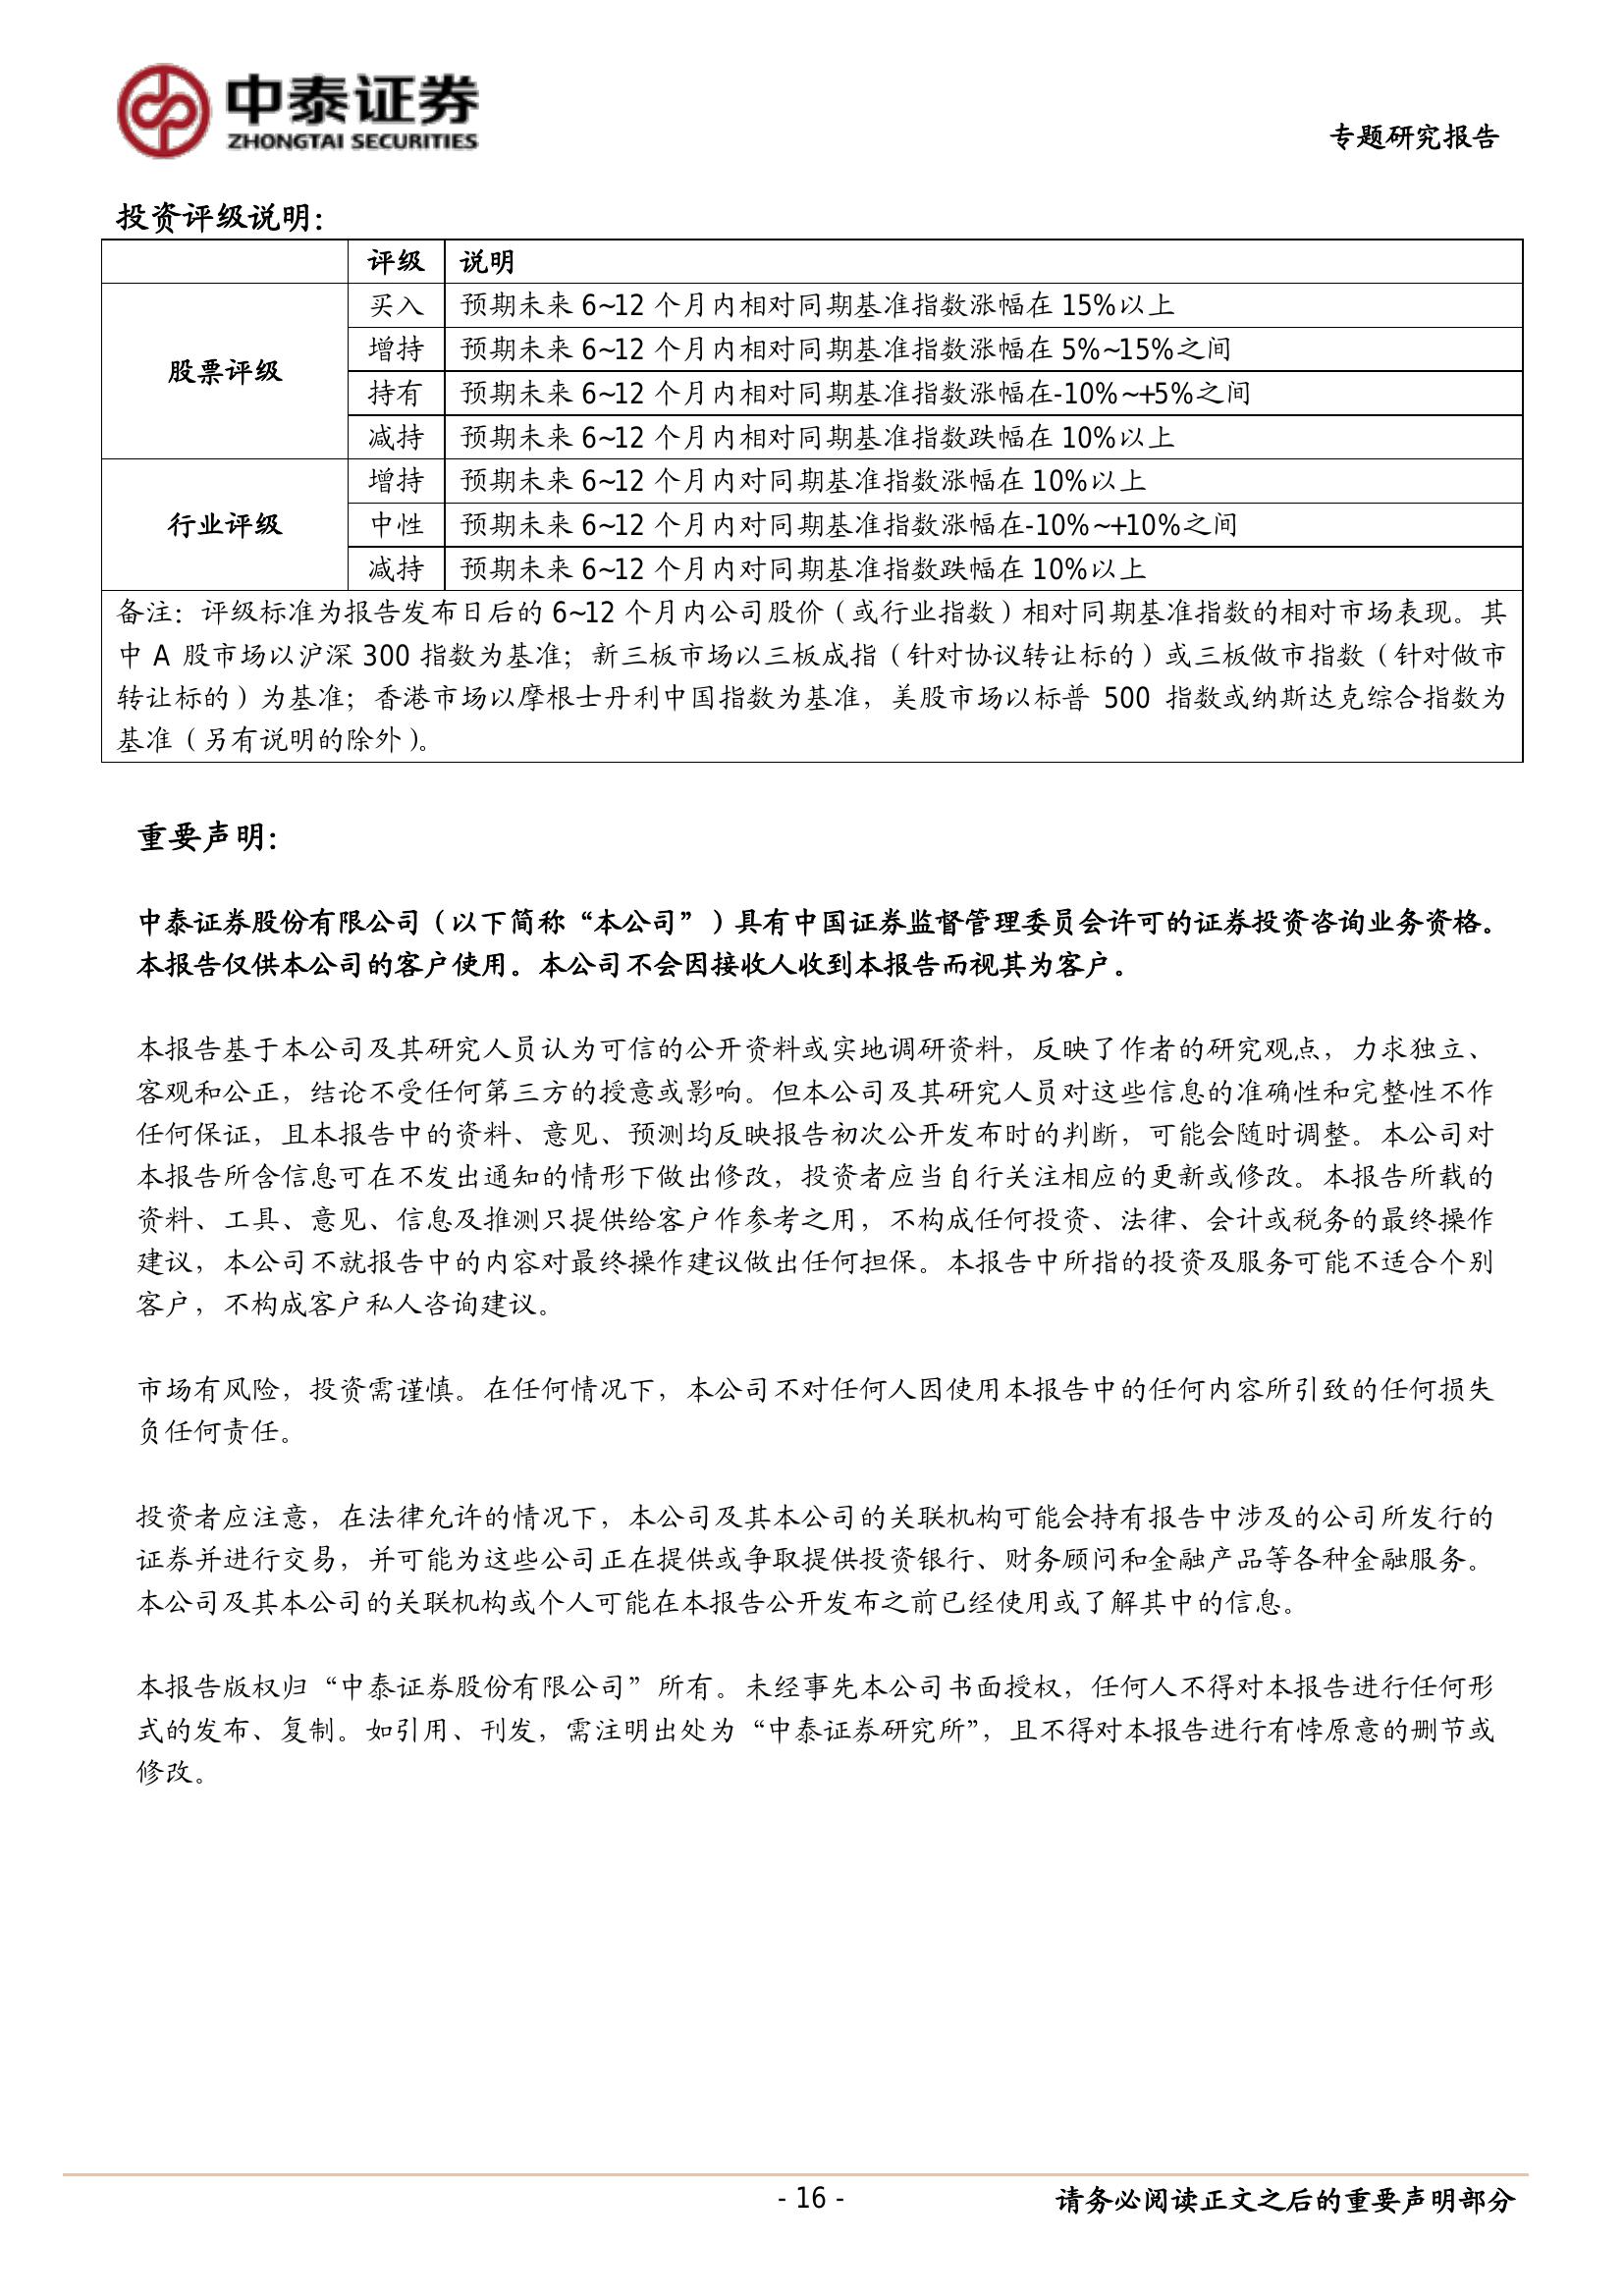 中泰证券
ZHONGTAI SECURITIES
专题研究报告
投资评级说明：
评级 说明
股票评级
买入 预期未来 6~12 个月内相对同期基准指数涨幅在 15%以上
增持 预期未来 6~12 个月内相对同期基准指数涨幅在 5%~15%之间
持有 预期未来 6~12 个月内相对同期基准指数涨幅在-10%~+5%之间
减持 预期未来 6~12 个月内相对同期基准指数跌幅在 10%以上
行业评级
增持 预期未来 6~12 个月内对同期基准指数涨幅在 10%以上
中性 预期未来 6~12 个月内对同期基准指数涨幅在-10%~+10%之间
减持 预期未来 6~12 个月内对同期基准指数跌幅在 10%以上
备注：评级标准为报告发布日后的 6~12 个月内公司股价（或行业指数）相对同期基准指数的相对市场表现。其
中 A 股市场以沪深 300 指数为基准；新三板市场以三板成指（针对协议转让标的）或三板做市指数（针对做市
转让标的）为基准；香港市场以摩根士丹利中国指数为基准，美股市场以标普 500 指数或纳斯达克综合指数为
基准（另有说明的除外）。
重要声明：
中泰证券股份有限公司（以下简称“本公司”）具有中国证券监督管理委员会许可的证券投资咨询业务资格。
本报告仅供本公司的客户使用。本公司不会因接收人收到本报告而视其为客户。
本报告基于本公司及其研究人员认为可信的公开资料或实地调研资料，反映了作者的研究观点，力求独立、
客观和公正，结论不受任何第三方的授意或影响。但本公司及其研究人员对这些信息的准确性和完整性不作
任何保证，且本报告中的资料、意见、预测均反映报告初次公开发布时的判断，可能会随时调整。本公司对
本报告所含信息可在不发出通知的情形下做出修改，投资者应当自行关注相应的更新或修改。本报告所载的
资料、工具、意见、信息及推测只提供给客户作参考之用，不构成任何投资、法律、会计或税务的最终操作
建议，本公司不就报告中的内容对最终操作建议做出任何担保。本报告中所指的投资及服务可能不适合个别
客户，不构成客户私人咨询建议。
市场有风险，投资需谨慎。在任何情况下，本公司不对任何人因使用本报告中的任何内容所引致的任何损失
负任何责任。
投资者应注意，在法律允许的情况下，本公司及其本公司的关联机构可能会持有报告中涉及的公司所发行的
证券并进行交易，并可能为这些公司正在提供或争取提供投资银行、财务顾问和金融产品等各种金融服务。
本公司及其本公司的关联机构或个人可能在本报告公开发布之前已经使用或了解其中的信息。
本报告版权归“中泰证券股份有限公司”所有。未经事先本公司书面授权，任何人不得对本报告进行任何形
式的发布、复制。如引用、刊发，需注明出处为“中泰证券研究所”，且不得对本报告进行有悖原意的删节或
修改。
- 16 -
请务必阅读正文之后的重要声明部分